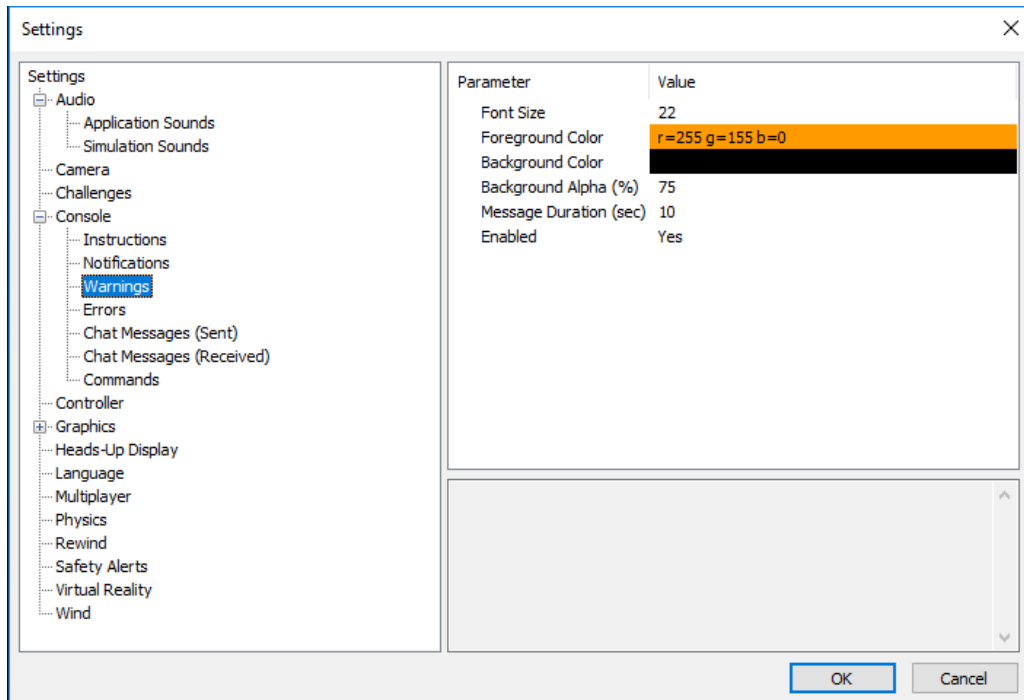 Settings
Settings
Audio
Application Sounds
Simulation Sounds
Camera
Challenges
Console
Instructions
Notifications
Warnings
Errors
Chat Messages (Sent)
Chat Messages (Received)
Commands
Controller
Graphics
Heads-Up Display
Language
Multiplayer
Physics
Rewind
Safety Alerts
Virtual Reality
Wind
Parameter Value
Font Size 22
Foreground Color r=255 g=155 b=0
Background Color
Background Alpha (%) 75
Message Duration (sec) 10
Enabled Yes
OK Cancel